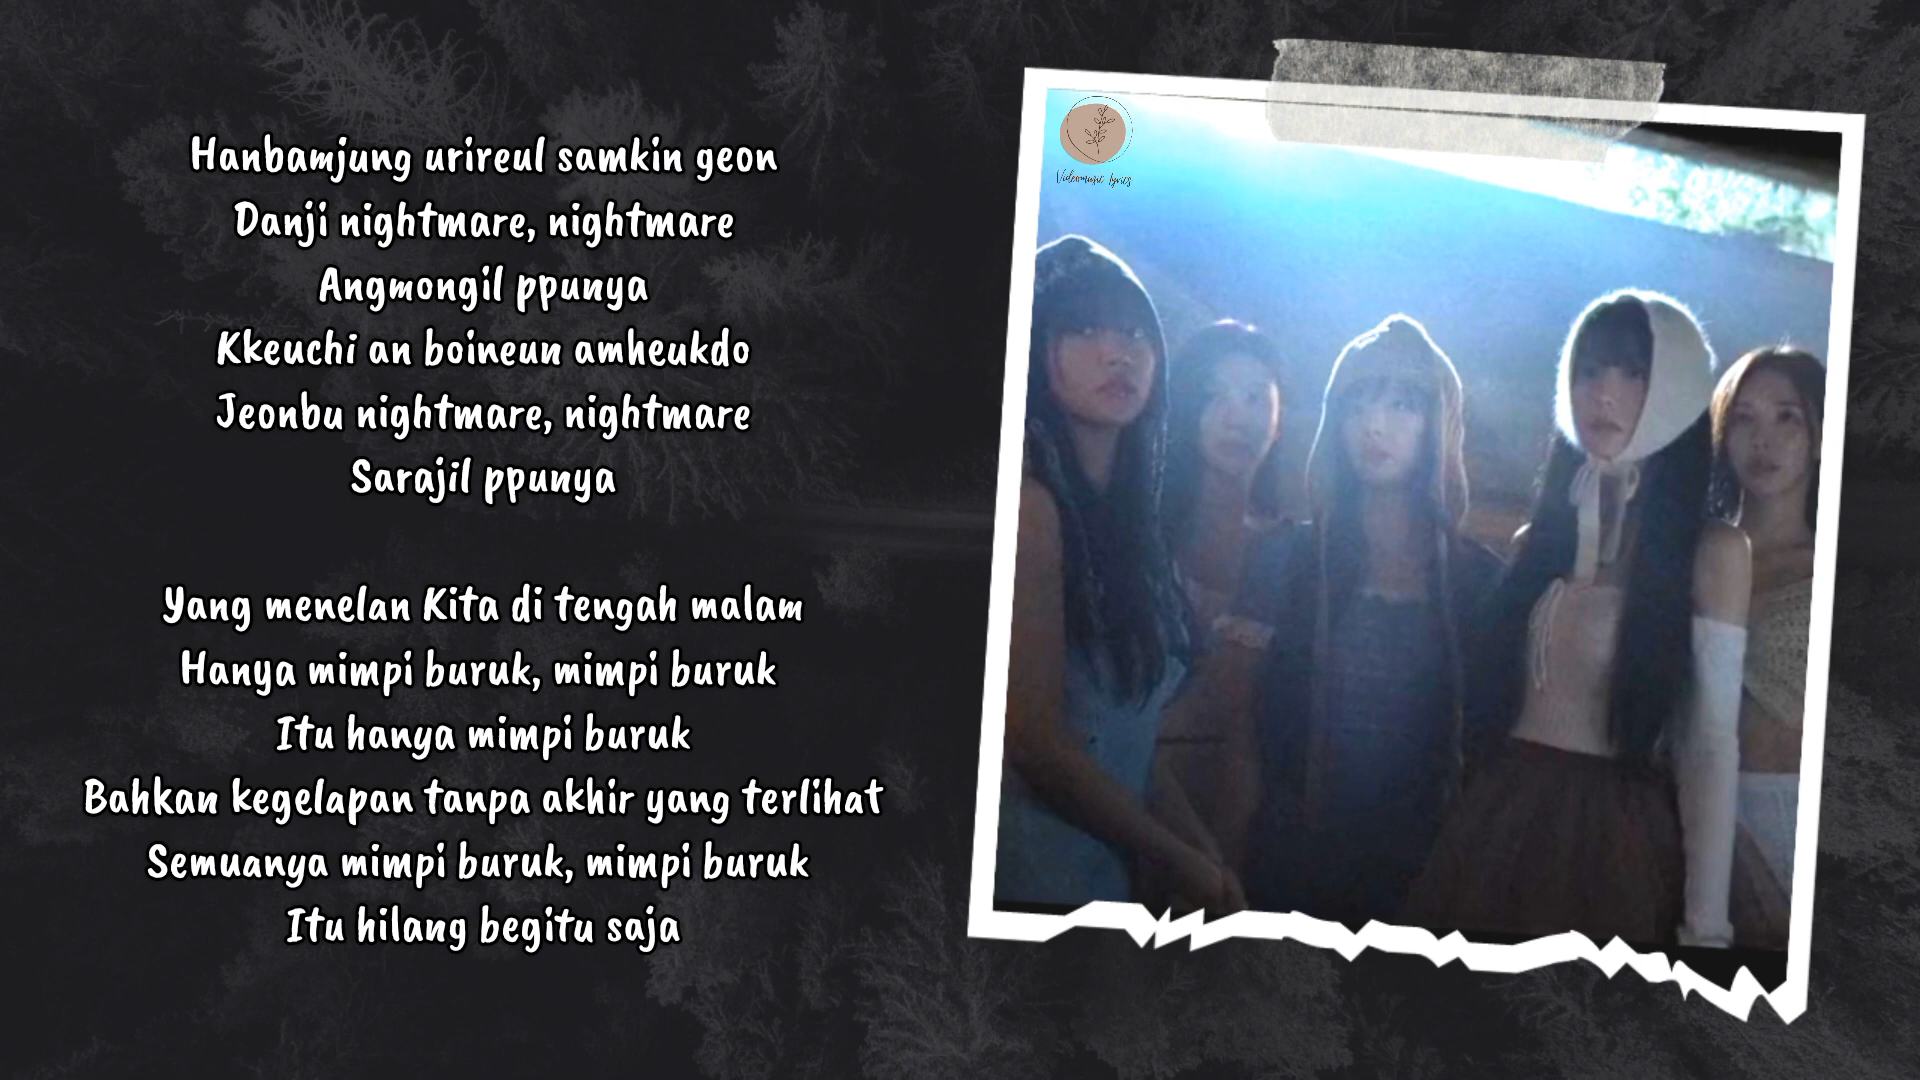 Hanbamjung urireul samkin geon
Danji nightmare, nightmare
Angmongil ppunya
Kkeuchi an boineun amheukdo
Jeonbu nightmare, nightmare
Sarajil ppunya
Yang menelan Kita di tengah malam
Hanya mimpi buruk, mimpi buruk
Itu hanya mimpi buruk
Bahkan kegelapan tanpa akhir yang terlihat
Semuanya mimpi buruk, mimpi buruk
Itu hilang begitu saja
Videomusic lyrics